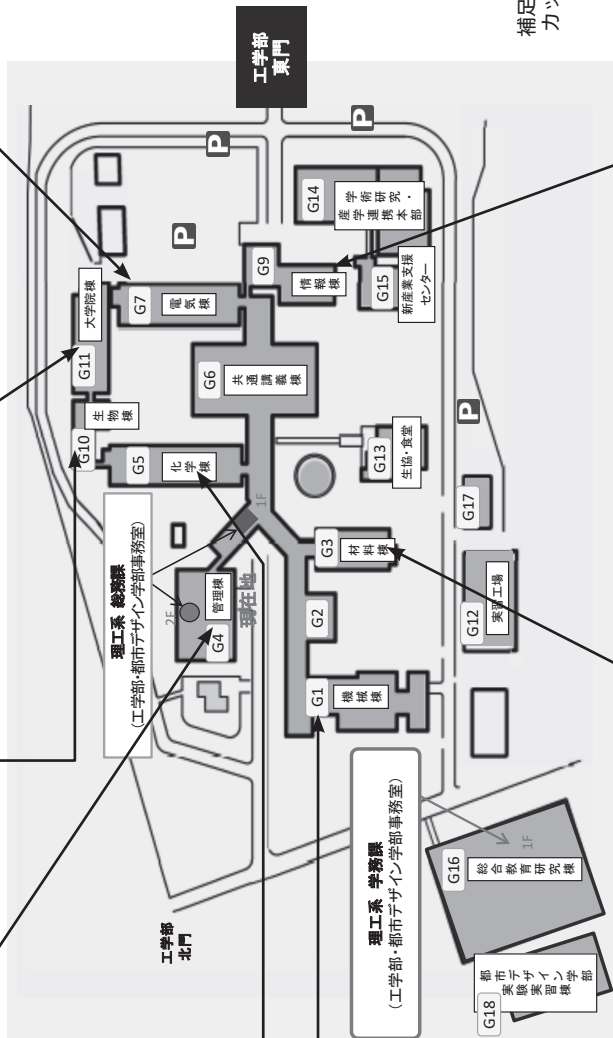 工学部
東門
補足
カッ
P
P
P
P
G14
学術研究・
産学連携本部
G9
情報棟
G15
新産業支援
センター
G7
電気棟
大学院棟
G11
生物棟
G10
G6
共通講義棟
G5
化学棟
G13
生協・食堂
理工系 総務課
(工学部・都市デザイン学部事務室)
1F
2F
管理棟
G4
現在地
G3
材料棟
G2
G1
機械棟
G17
G12
実習工場
工学部
北門
理工系 学務課
(工学部・都市デザイン学部事務室)
G16
総合教育研究棟
1F
都市デザイン学部
実験実習棟
G18